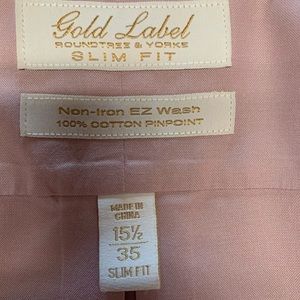 Gold Label
ROUNDTREE & YORKE
SLIM FIT
Non-Iron EZ Wash
100% COTTON PINPOINT
MADE IN
CHINA
15½
35
SLIM FIT